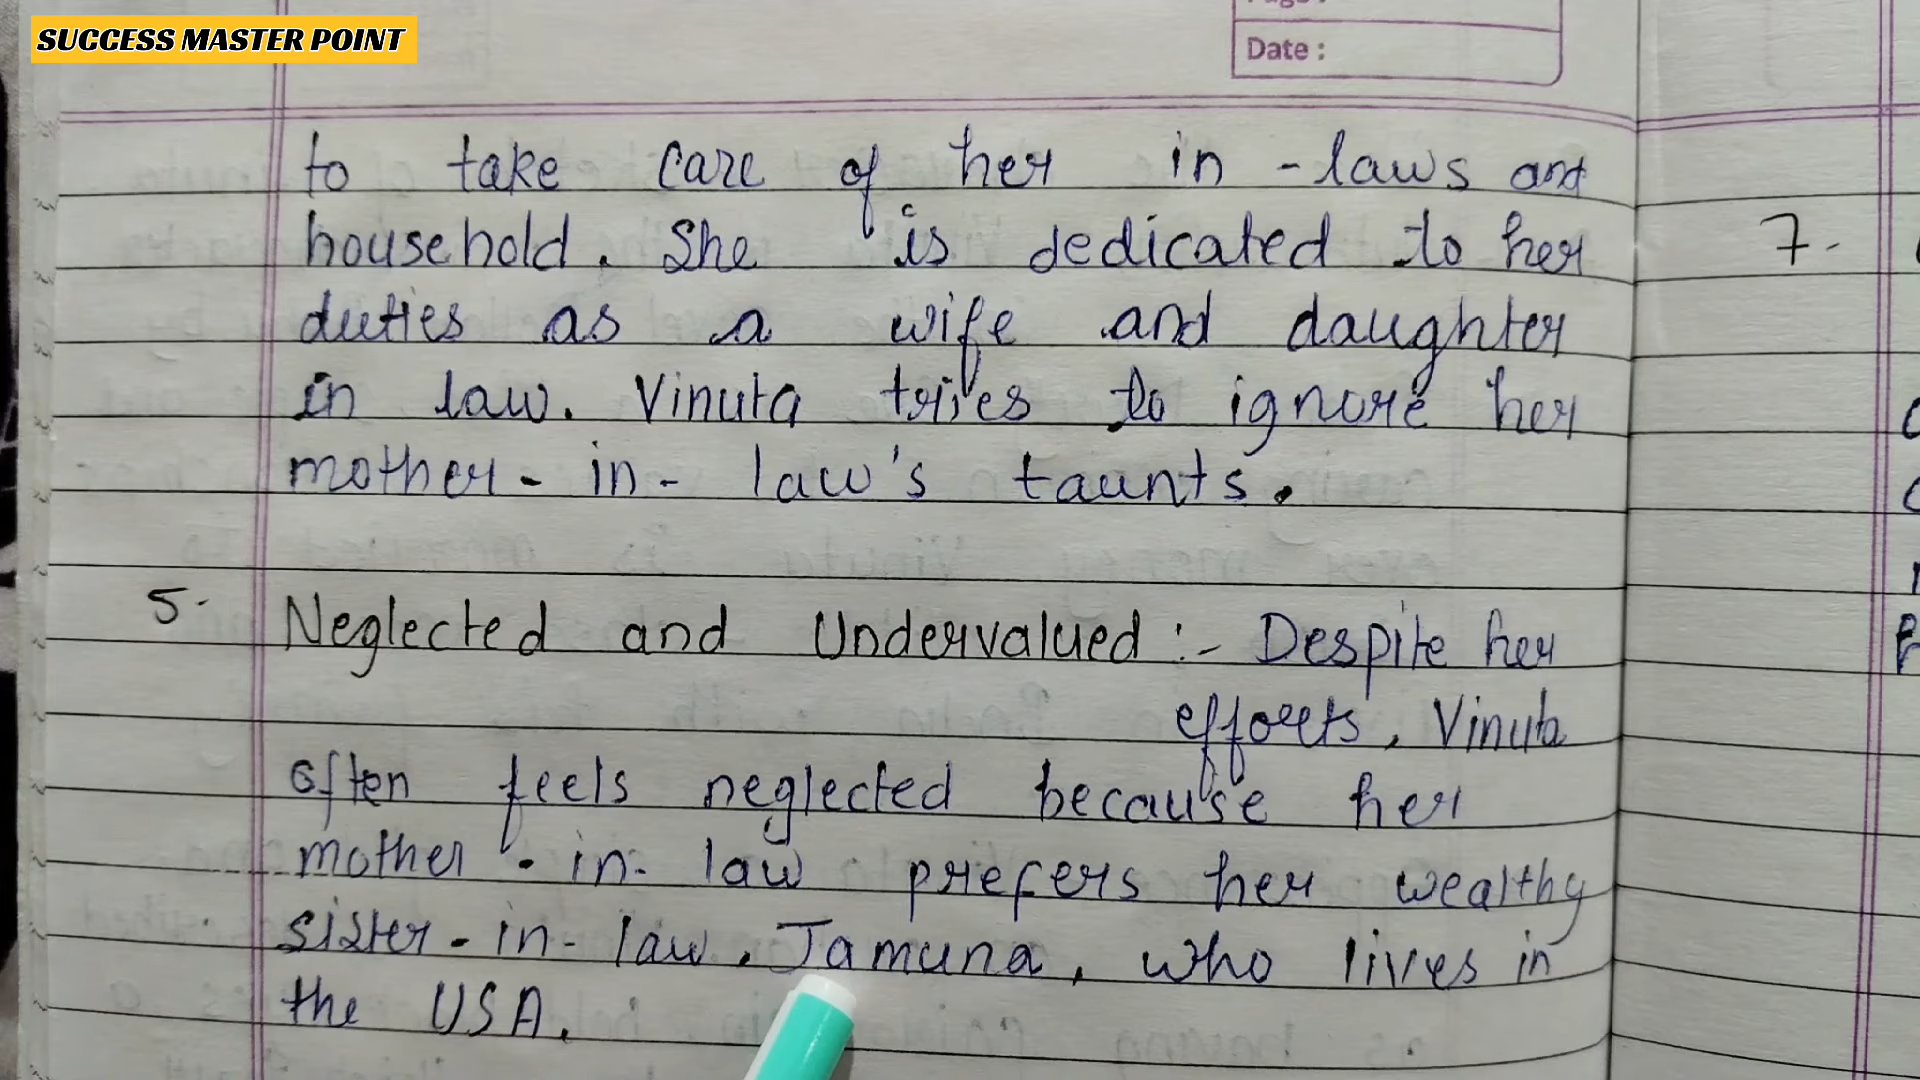 SUCCESS MASTER POINT
Date :
to take care of her in - laws and
household. She is dedicated to her
duties as a wife and daughter
in law. Vinuta tries to ignore her
mother - in - law's taunts.
5. Neglected and Undervalued :- Despite her
efforts, Vinuta
often feels neglected because her
mother - in - law prefers her wealthy
sister - in - law, Jamuna, who lives in
the USA.
7.